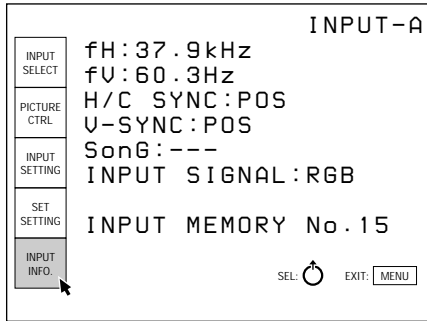 INPUT-A
INPUT
SELECT
PICTURE
CTRL
INPUT
SETTING
SET
SETTING
INPUT
INFO.
fH:37.9kHz
fV:60.3Hz
H/C SYNC:POS
V-SYNC:POS
SonG:---
INPUT SIGNAL:RGB
INPUT MEMORY No.15
SEL: EXIT: MENU